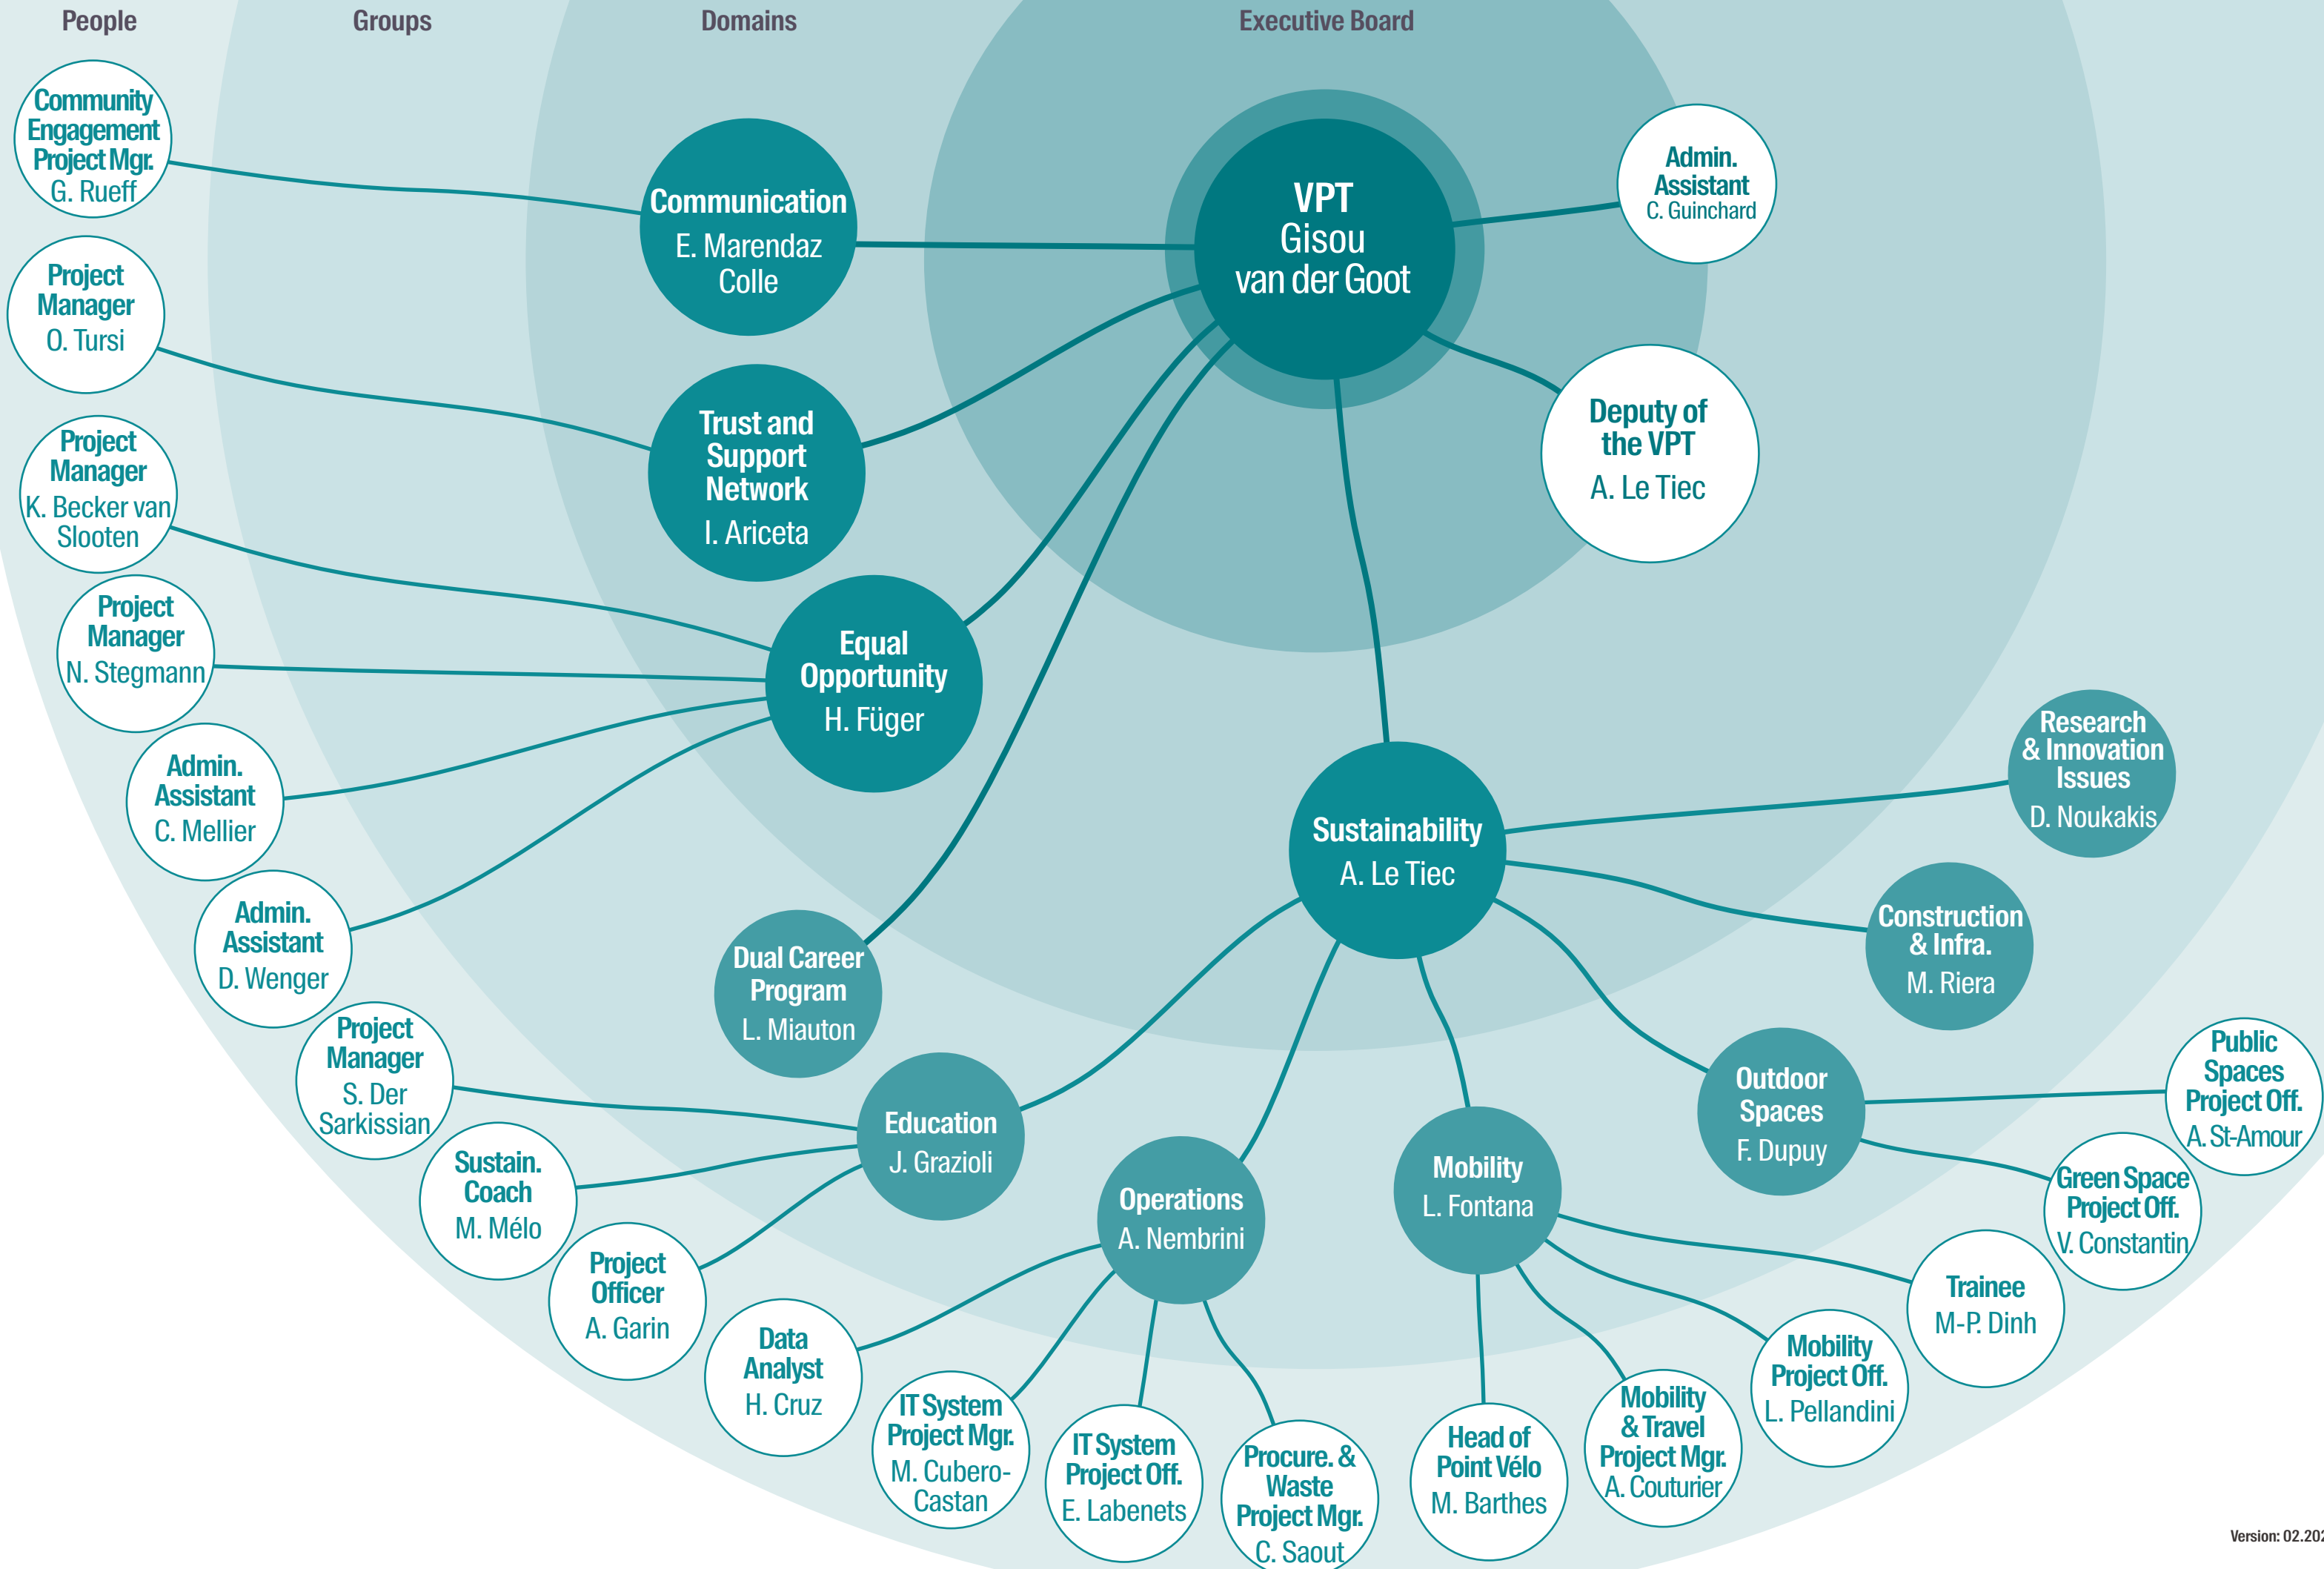 People
Groups
Domains
Executive Board
Community
Engagement
Project Mgr.
G. Rueff
Communication
E. Marendaz
Colle
VPT
Gisou
van der Goot
Admin.
Assistant
C. Guinchard
Project
Manager
O. Tursi
Trust and
Support
Network
I. Ariceta
Deputy of
the VPT
A. Le Tiec
Project
Manager
K. Becker van
Slooten
Project
Manager
N. Stegmann
Equal
Opportunity
H. Füger
Admin.
Assistant
C. Mellier
Admin.
Assistant
D. Wenger
Sustainability
A. Le Tiec
Research
& Innovation
Issues
D. Noukakis
Construction
& Infra.
M. Riera
Dual Career
Program
L. Miauton
Project
Manager
S. Der
Sarkissian
Education
J. Grazioli
Outdoor
Spaces
F. Dupuy
Public
Spaces
Project Off.
A. St-Amour
Sustain.
Coach
M. Mélo
Operations
A. Nembrini
Mobility
L. Fontana
Green Space
Project Off.
V. Constantin
Project
Officer
A. Garin
Data
Analyst
H. Cruz
IT System
Project Mgr.
M. Cubero-
Castan
IT System
Project Off.
E. Labenets
Procure. &
Waste
Project Mgr.
C. Saout
Head of
Point Vélo
M. Barthes
Mobility
& Travel
Project Mgr.
A. Couturier
Mobility
Project Off.
L. Pellandini
Trainee
M-P. Dinh
Version: